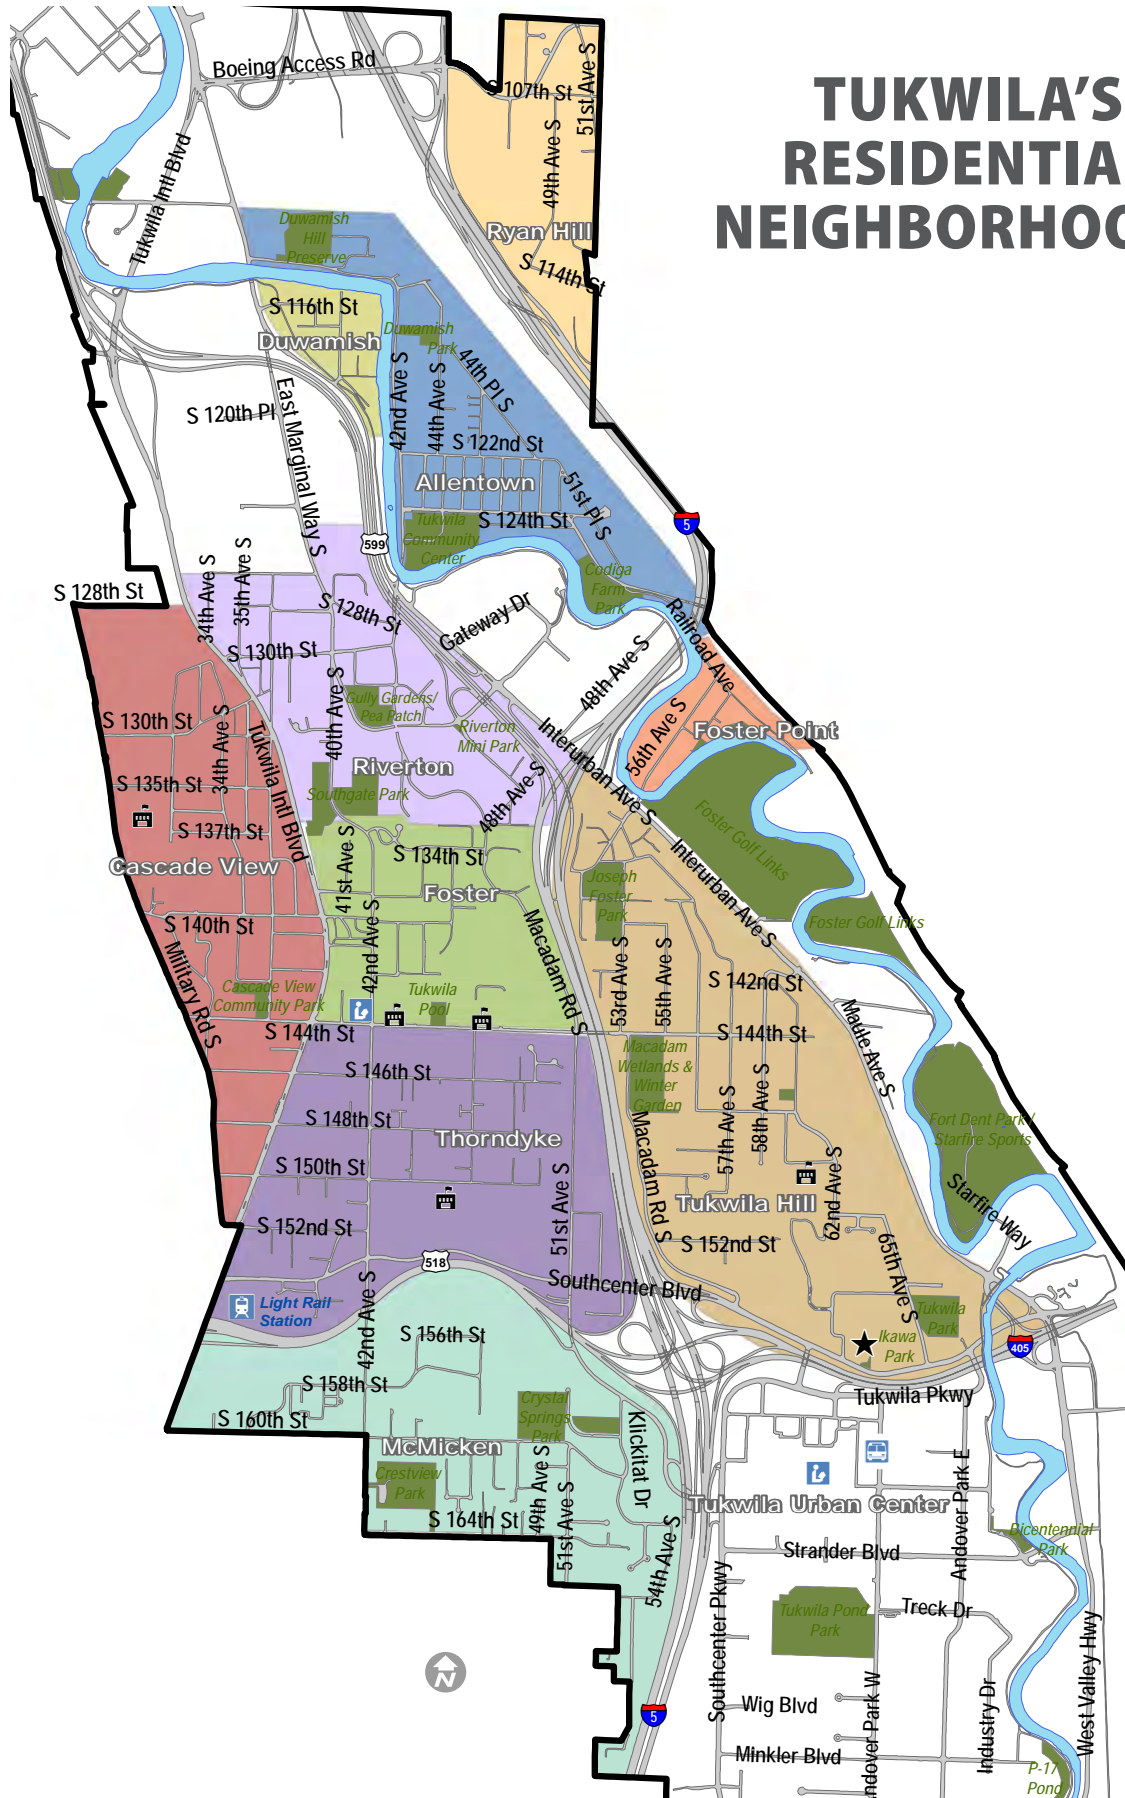 TUKWILA'S
RESIDENTIA
NEIGHBORHOO
Boeing Access Rd
S 107th St
51st Ave S
49th Ave S
Tukwila Intl Blvd
Ryan Hill
S 114th St
Duwamish
Hill
Preserve
S 116th St
Duwamish
Duwamish
Park
42nd Ave S
44th Ave S
44th Pl S
S 120th Pl
East Marginal Way S
S 122nd St
Allentown
51st Pl S
Tukwila
Community
Center
S 124th St
5
599
Codiga
Farm
Park
34th Ave S
35th Ave S
S 128th St
S 128th St
Gateway Dr
Railroad Ave
S 130th St
48th Ave S
40th Ave S
Gully Gardens/
Pea Patch
S 130th St
34th Ave S
Tukwila Intl Blvd
Riverton
Mini Park
Interurban Ave S
56th Ave S
Foster Point
Riverton
S 135th St
Southgate Park
48th Ave S
Foster Golf Links
S 137th St
Cascade View
41st Ave S
S 134th St
Foster
Joseph
Foster
Park
Interurban Ave S
Foster Golf Links
S 140th St
Military Rd S
42nd Ave S
Macadam Rd S
53rd Ave S
55th Ave S
S 142nd St
Cascade View
Community Park
Tukwila
Pool
Maule Ave S
S 144th St
S 144th St
Macadam
Wetlands &
Winter
Garden
S 146th St
57th Ave S
58th Ave S
S 148th St
Thorndyke
Macadam Rd S
Fort Dent Park /
Starfire Sports
S 150th St
51st Ave S
Tukwila Hill
62nd Ave S
Starfire Way
S 152nd St
S 152nd St
65th Ave S
518
Southcenter Blvd
Light Rail
Station
42nd Ave S
S 156th St
Tukwila
Park
Ikawa
Park
405
S 158th St
Tukwila Pkwy
S 160th St
Crystal
Springs
Park
Klickitat Dr
McMicken
Crestview
Park
49th Ave S
51st Ave S
S 164th St
54th Ave S
Tukwila Urban Center
Andover Park E
Bicentennial
Park
Strander Blvd
Southcenter Pkwy
Tukwila Pond
Park
Treck Dr
West Valley Hwy
N
5
Wig Blvd
ndover Park W
Industry Dr
Minkler Blvd
P-17
Pond